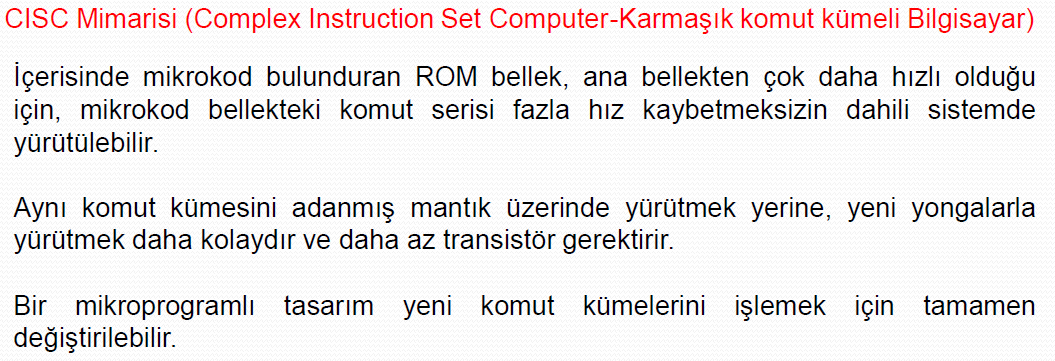 CISC Mimarisi (Complex Instruction Set Computer-Karmaşık komut kümeli Bilgisayar)
İçerisinde mikrokod bulunduran ROM bellek, ana bellekten çok daha hızlı olduğu
için, mikrokod bellekteki komut serisi fazla hız kaybetmeksizin dahili sistemde
yürütülebilir.
Aynı komut kümesini adanmış mantık üzerinde yürütmek yerine, yeni yongalarla
yürütmek daha kolaydır ve daha az transistör gerektirir.
Bir mikroprogramlı tasarım yeni komut kümelerini işlemek için tamamen
değiştirilebilir.